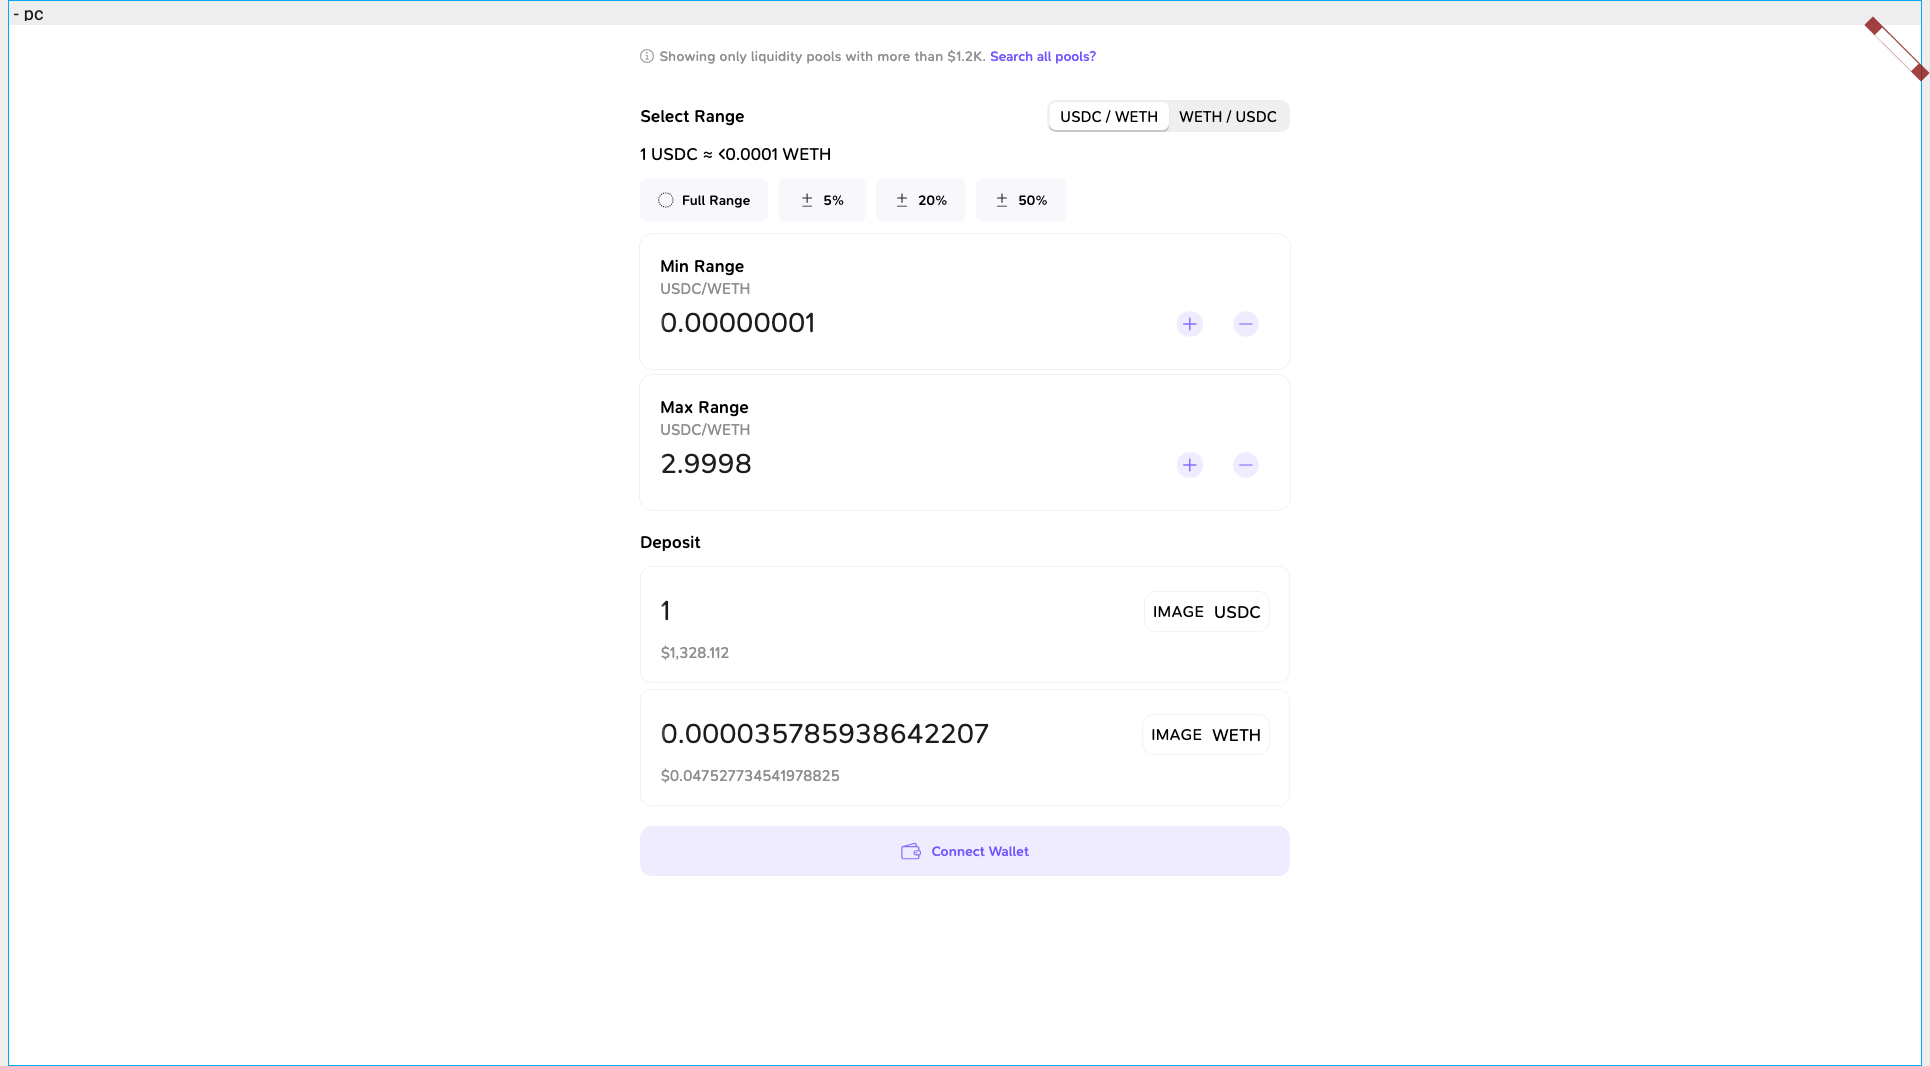 - pc
Showing only liquidity pools with more than $1.2K. Search all pools?
Select Range
USDC / WETH WETH / USDC
1 USDC ≈ <0.0001 WETH
Full Range ± 5% ± 20% ± 50%
Min Range
USDC/WETH
0.00000001
Max Range
USDC/WETH
2.9998
Deposit
1
IMAGE USDC
$1,328.112
0.000035785938642207
IMAGE WETH
$0.047527734541978825
Connect Wallet